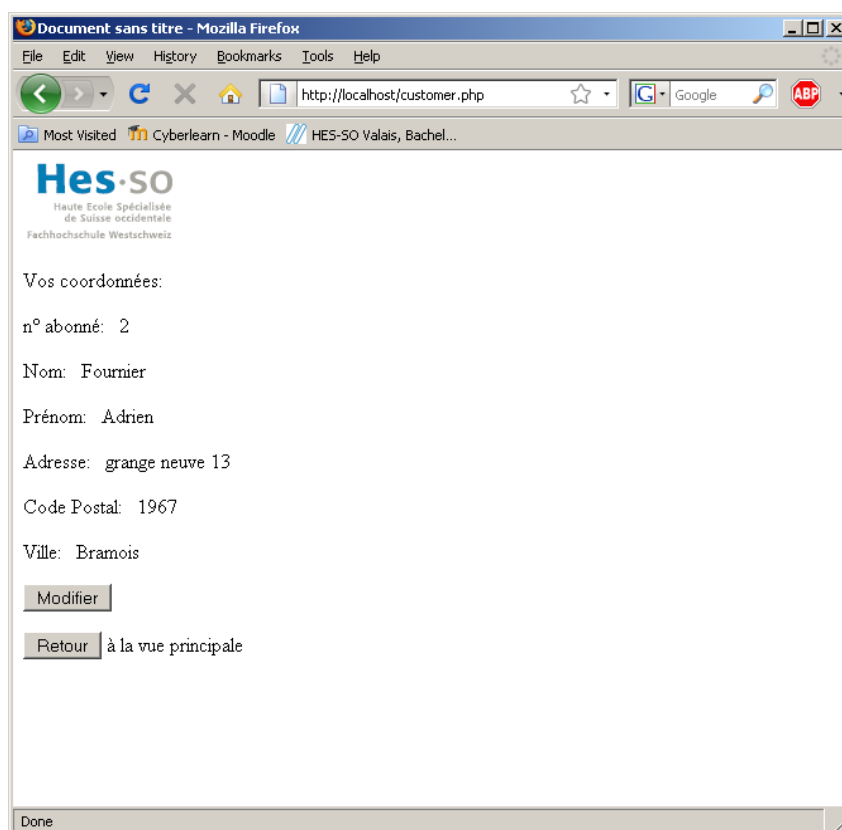 Document sans titre - Mozilla Firefox
File Edit View History Bookmarks Tools Help
http://localhost/customer.php G Google ABP
Most Visited Cyberlearn - Moodle HES-SO Valais, Bachel...
Hes·so
Haute Ecole Spécialisée
de Suisse occidentale
Fachhochschule Westschweiz
Vos coordonnées:
n° abonné: 2
Nom: Fournier
Prénom: Adrien
Adresse: grange neuve 13
Code Postal: 1967
Ville: Bramois
Modifier
Retour à la vue principale
Done